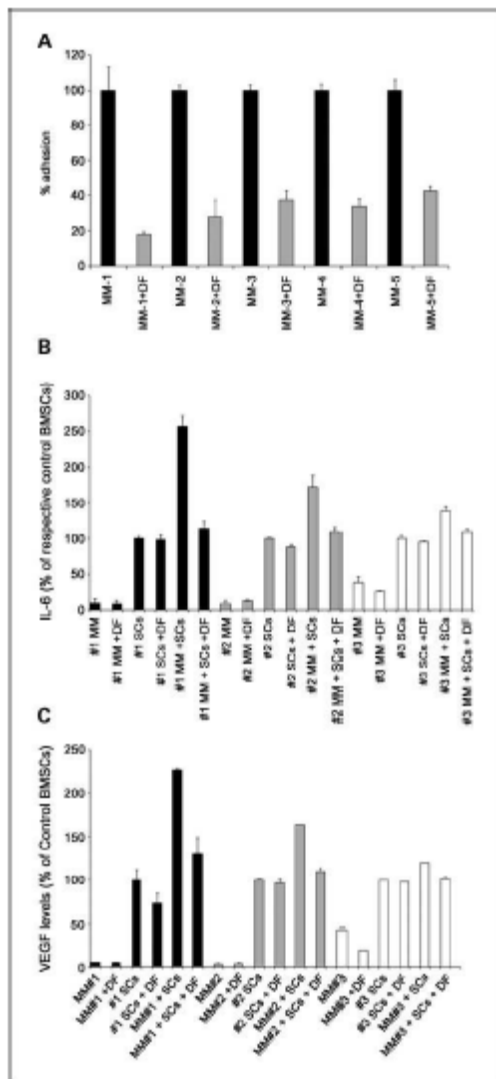 A
% adhesion
120
100
80
60
40
20
0
MM-1
MM-1+DF
MM-2
MM-2+DF
MM-3
MM-3+DF
MM-4
MM-4+DF
MM-5
MM-5+DF
B
IL-6 (% of respective control BMSCs)
300
250
200
150
100
50
0
#1 MM
#1 MM +DF
#1 SCs
#1 SCs +DF
#1 MM +SCs
#1 MM + SCs +DF
#2 MM
#2 MM +DF
#2 SCs
#2 SCs + DF
#2 MM + SCs
#2 MM + SCs + DF
#3 MM
#3 MM + DF
#3 SCs
#3 SCs +DF
#3 MM + SCs
#3 MM + SCs + DF
C
VEGF levels (% of Control BMSCs)
250
200
150
100
50
0
MM#1
MM#1 +DF
#1 SCs
#1 SCs + DF
MM#1 + SCs
MM#1 + SCs + DF
MM#2
MM#2 +DF
#2 SCs
#2 SCs + DF
MM#2 + SCs
MM#2 + SCs + DF
MM#3
MM#3 +DF
#3 SCs
#3 SCs + DF
MM#3 + SCs
MM#3 + SCs + DF